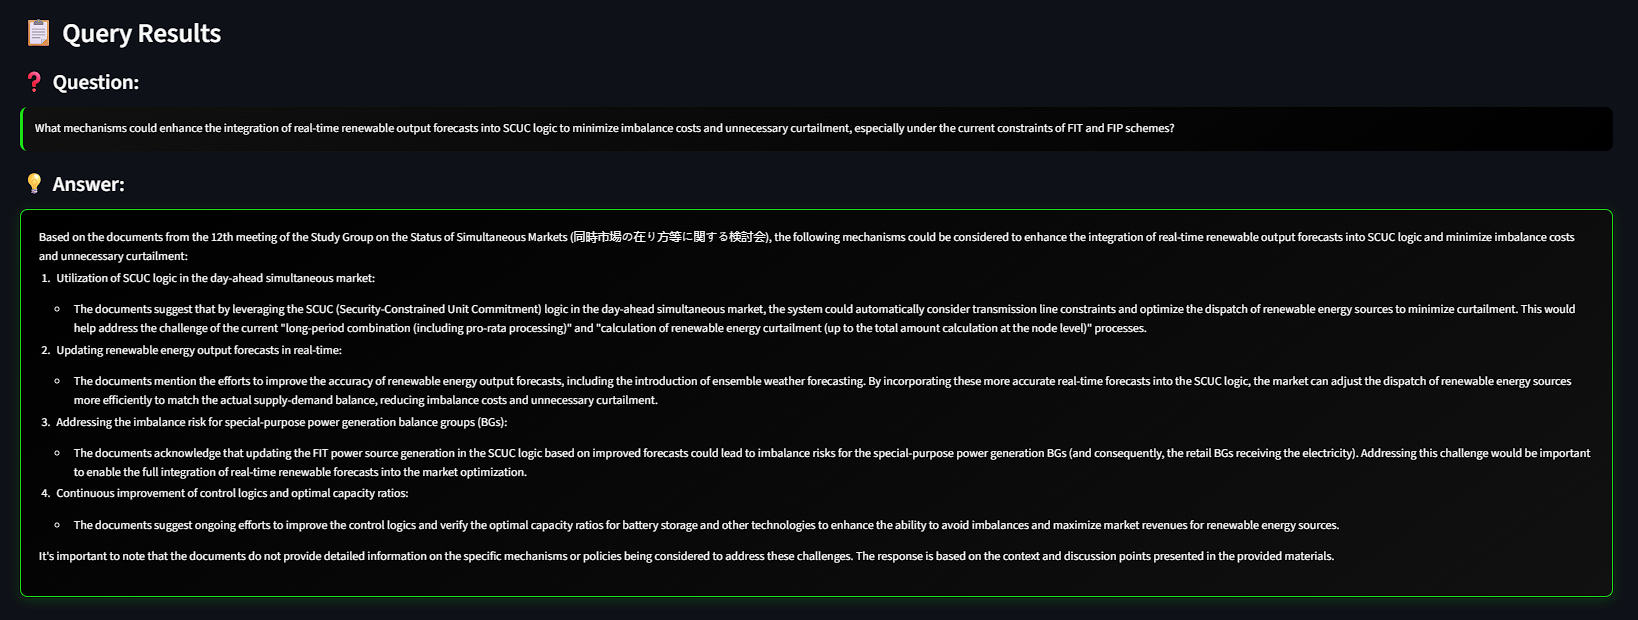 Query Results
Question:
What mechanisms could enhance the integration of real-time renewable output forecasts into SCUC logic to minimize imbalance costs and unnecessary curtailment, especially under the current constraints of FIT and FIP schemes?
Answer:
Based on the documents from the 12th meeting of the Study Group on the Status of Simultaneous Markets (同時市場の在り方等に関する検討会), the following mechanisms could be considered to enhance the integration of real-time renewable output forecasts into SCUC logic and minimize imbalance costs
and unnecessary curtailment:
1. Utilization of SCUC logic in the day-ahead simultaneous market:
The documents suggest that by leveraging the SCUC (Security-Constrained Unit Commitment) logic in the day-ahead simultaneous market, the system could automatically consider transmission line constraints and optimize the dispatch of renewable energy sources to minimize curtailment. This would
help address the challenge of the current "long-period combination (including pro-rata processing)" and "calculation of renewable energy curtailment (up to the total amount calculation at the node level)" processes.
2. Updating renewable energy output forecasts in real-time:
The documents mention the efforts to improve the accuracy of renewable energy output forecasts, including the introduction of ensemble weather forecasting. By incorporating these more accurate real-time forecasts into the SCUC logic, the market can adjust the dispatch of renewable energy sources
more efficiently to match the actual supply-demand balance, reducing imbalance costs and unnecessary curtailment.
3. Addressing the imbalance risk for special-purpose power generation balance groups (BGs):
The documents acknowledge that updating the FIT power source generation in the SCUC logic based on improved forecasts could lead to imbalance risks for the special-purpose power generation BGs (and consequently, the retail BGs receiving the electricity). Addressing this challenge would be important
to enable the full integration of real-time renewable forecasts into the market optimization.
4. Continuous improvement of control logics and optimal capacity ratios:
The documents suggest ongoing efforts to improve the control logics and verify the optimal capacity ratios for battery storage and other technologies to enhance the ability to avoid imbalances and maximize market revenues for renewable energy sources.
It's important to note that the documents do not provide detailed information on the specific mechanisms or policies being considered to address these challenges. The response is based on the context and discussion points presented in the provided materials.